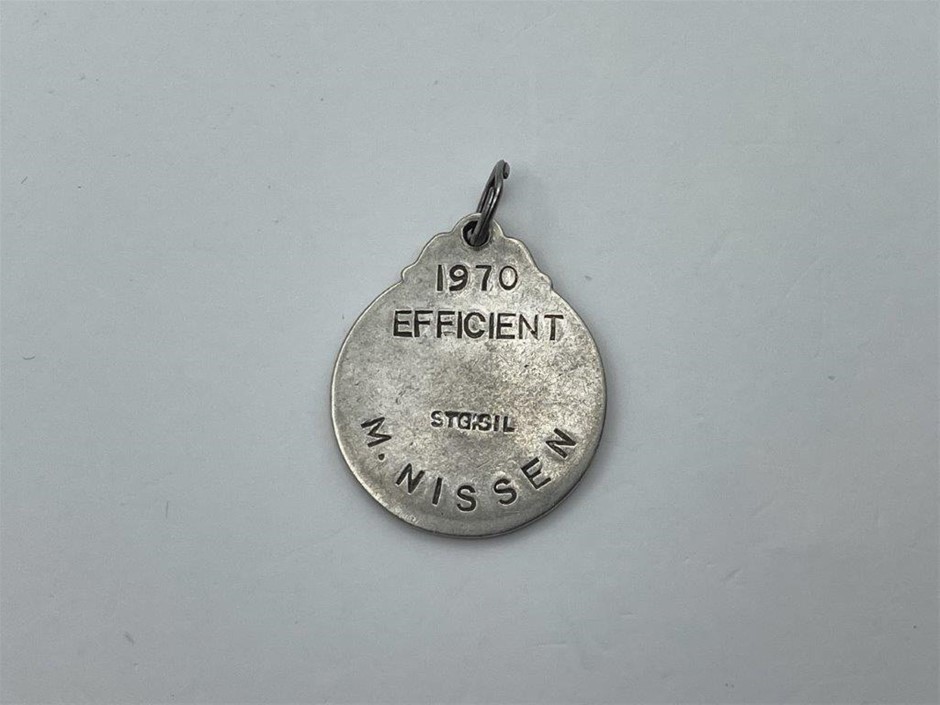 1970
EFFICIENT
STG.SIL
M. NISSEN